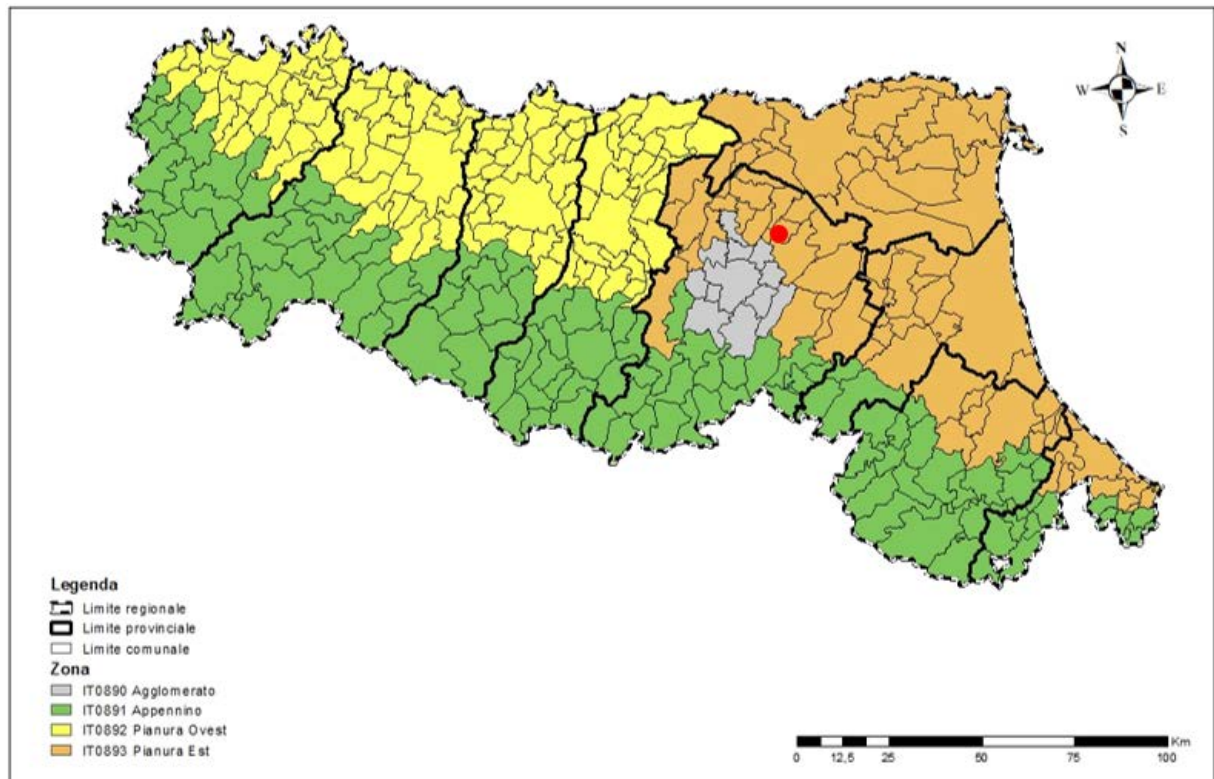 N
W E
S
Legenda
Limite regionale
Limite provinciale
Limite comunale
Zona
IT0890 Agglomerato
IT0891 Appennino
IT0892 Pianura Ovest
IT0893 Pianura Est
Km
0 12,5 25 50 75 100